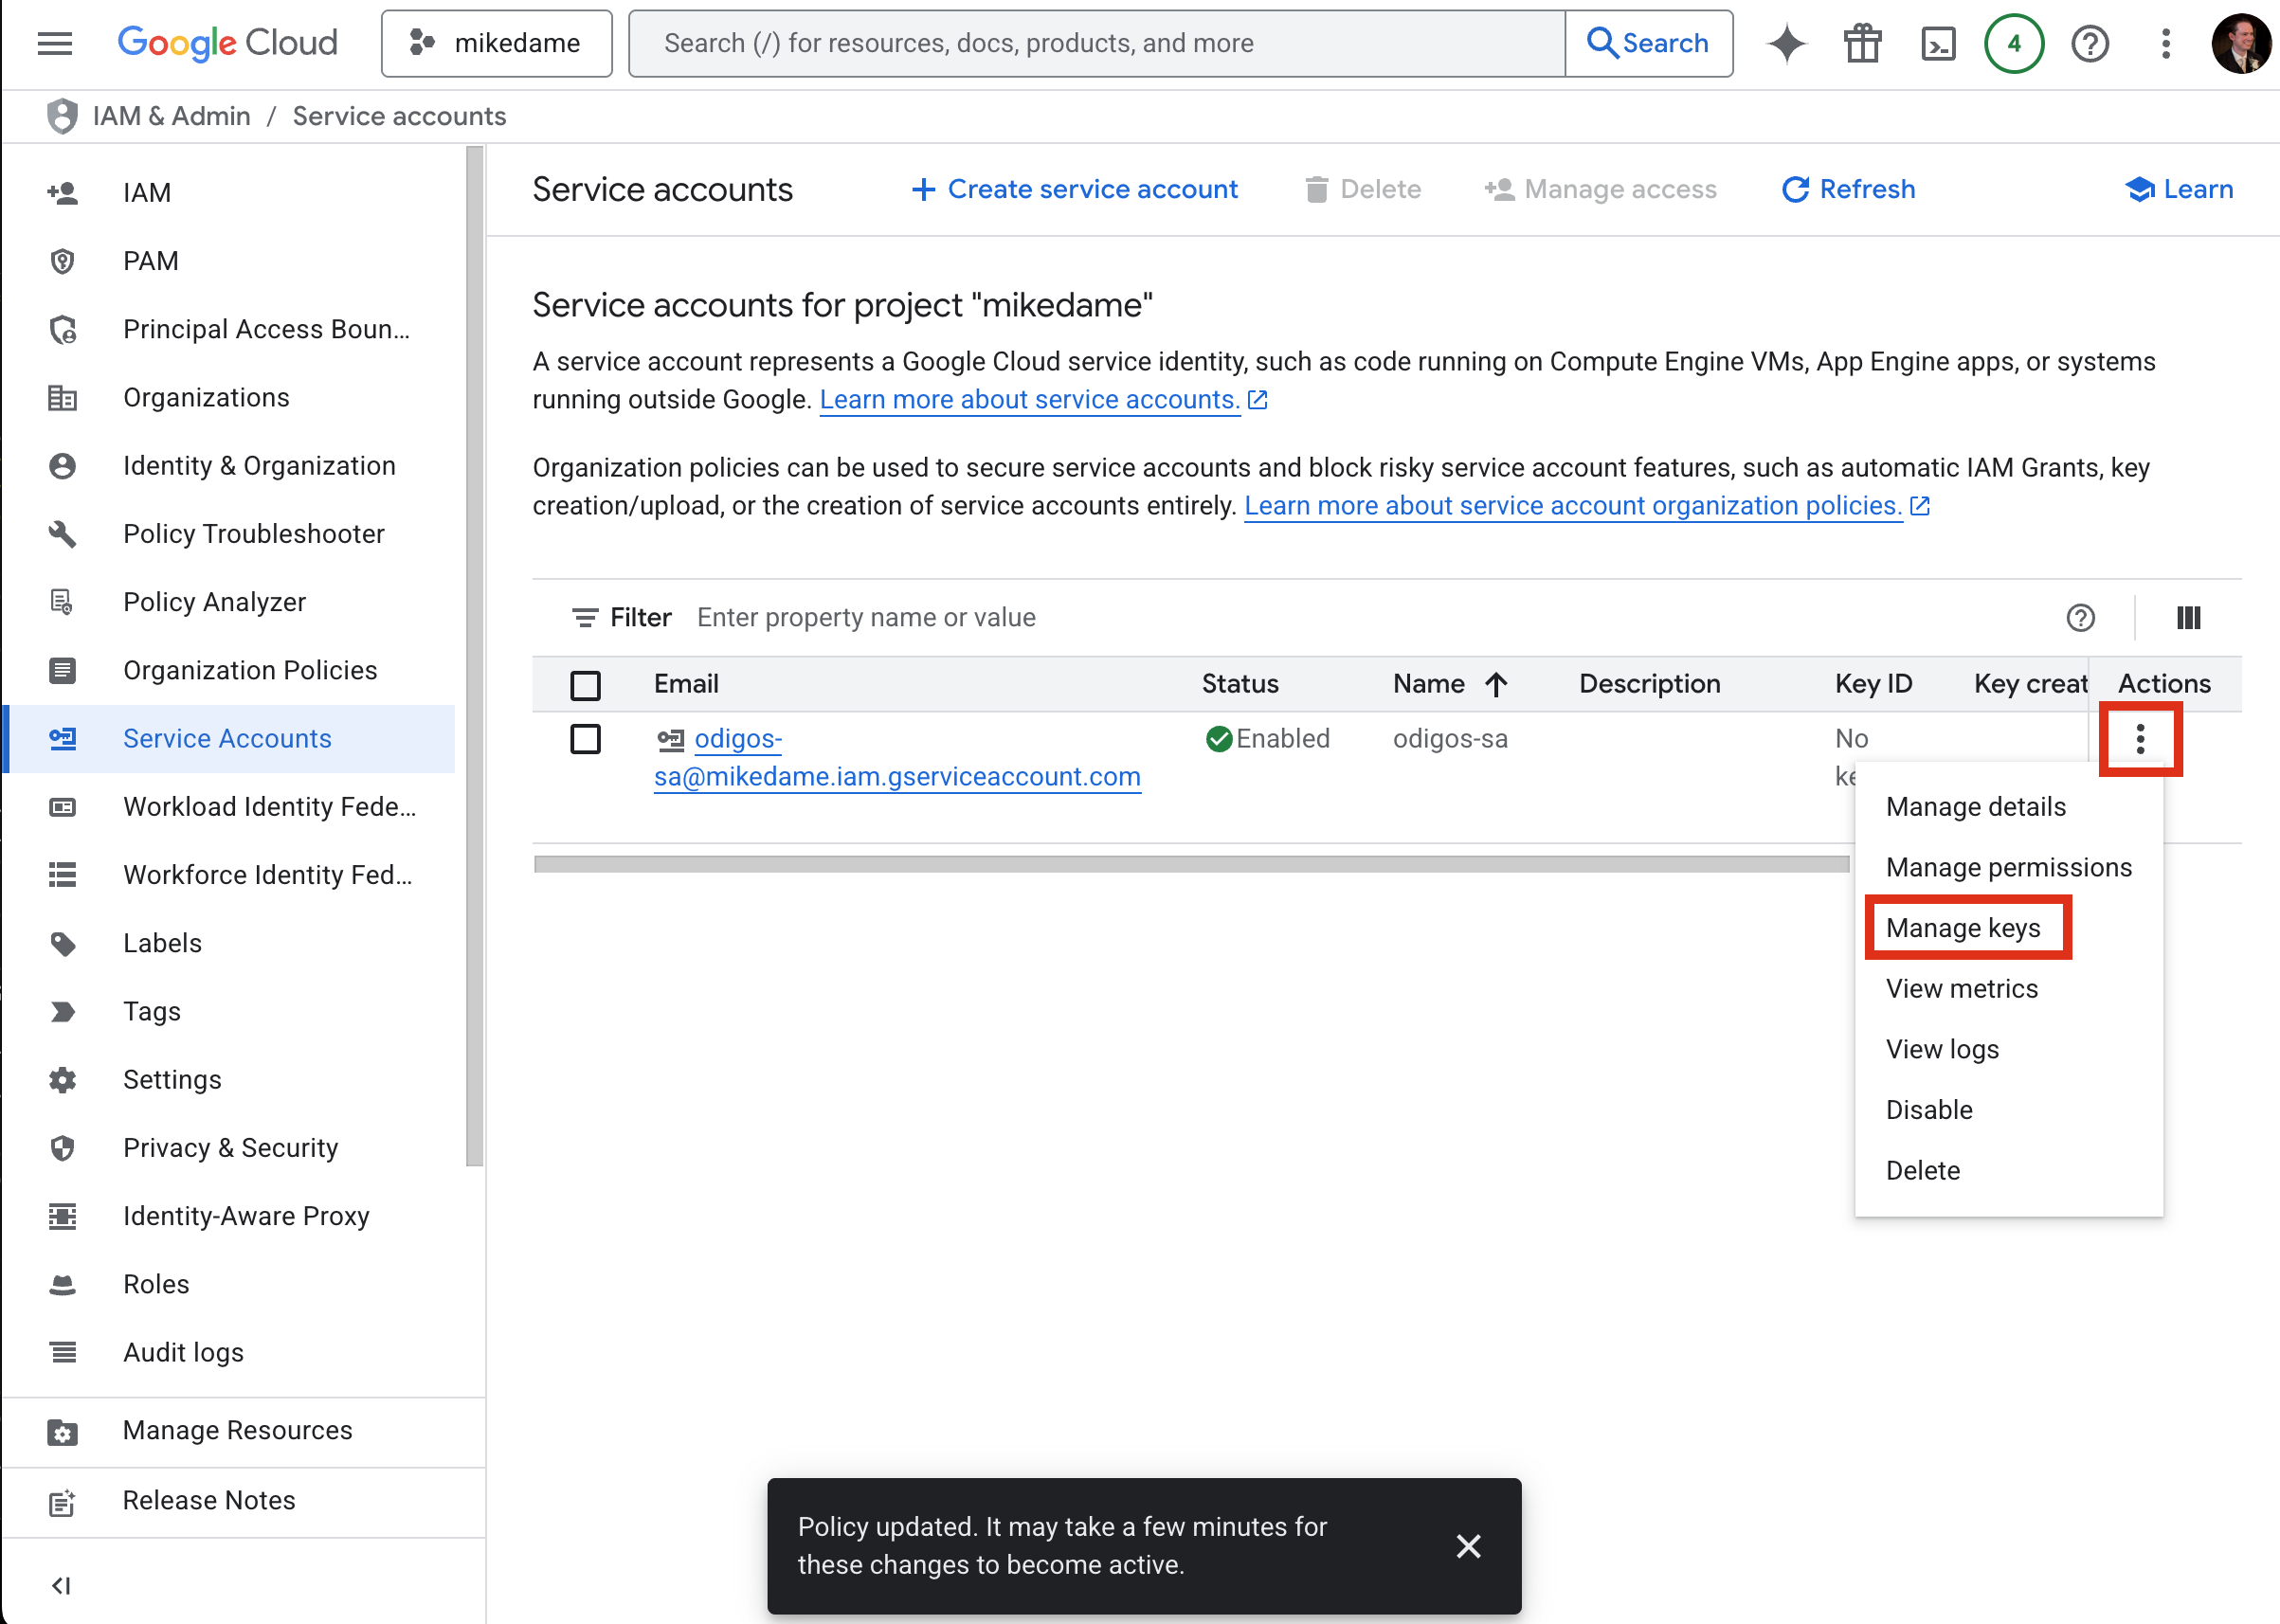 Google Cloud
mikedame
Search (/) for resources, docs, products, and more
Search
4
IAM & Admin / Service accounts
IAM
PAM
Principal Access Boun...
Organizations
Identity & Organization
Policy Troubleshooter
Policy Analyzer
Organization Policies
Service Accounts
Workload Identity Fede...
Workforce Identity Fed...
Labels
Tags
Settings
Privacy & Security
Identity-Aware Proxy
Roles
Audit logs
Manage Resources
Release Notes
Service accounts
Create service account
Delete
Manage access
Refresh
Learn
Service accounts for project "mikedame"
A service account represents a Google Cloud service identity, such as code running on Compute Engine VMs, App Engine apps, or systems
running outside Google. Learn more about service accounts.
Organization policies can be used to secure service accounts and block risky service account features, such as automatic IAM Grants, key
creation/upload, or the creation of service accounts entirely. Learn more about service account organization policies.
Filter Enter property name or value
Email Status Name Description Key ID Key creat Actions
odigos- Enabled odigos-sa No
sa@mikedame.iam.gserviceaccount.com ke
Manage details
Manage permissions
Manage keys
View metrics
View logs
Disable
Delete
Policy updated. It may take a few minutes for
these changes to become active.